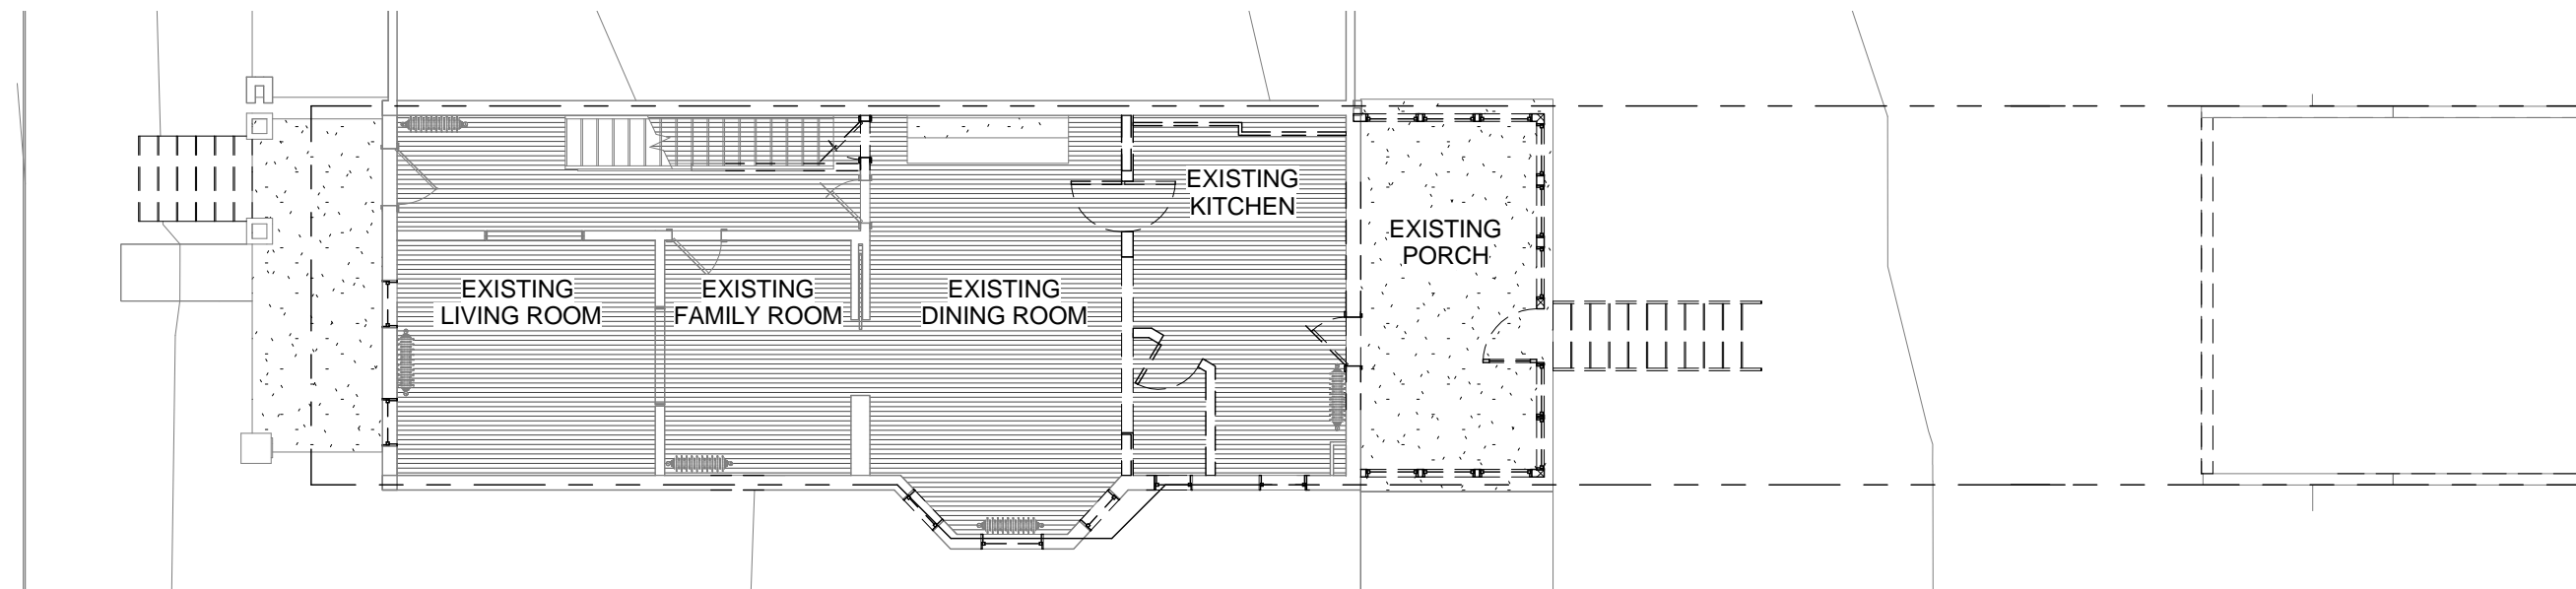 EXISTING
LIVING ROOM
EXISTING
FAMILY ROOM
EXISTING
DINING ROOM
EXISTING
KITCHEN
EXISTING
PORCH